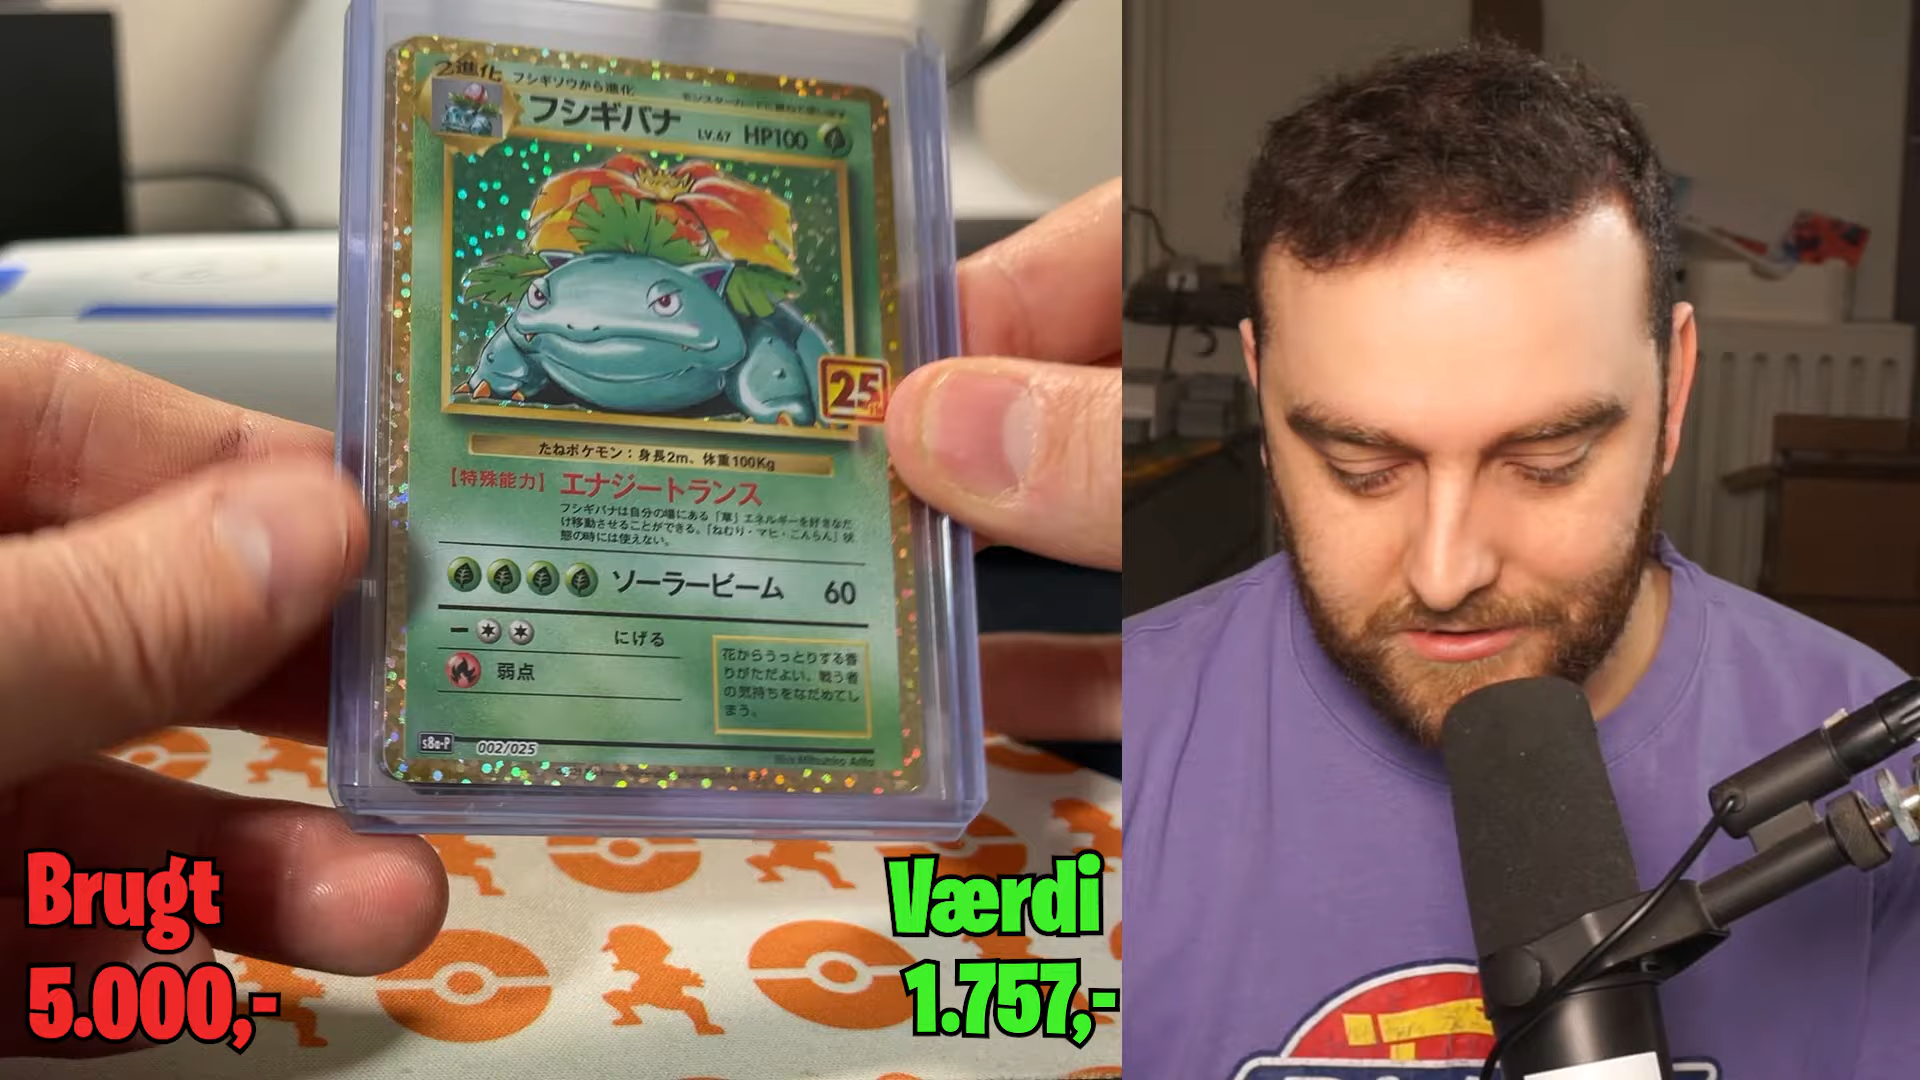 2進化
フシギソウから進化
フシギバナ LV.67 HP100
25
たねポケモン：身長2m、体重100Kg
【特殊能力】エナジートランス
フシギバナは自分の場にある「草」エネルギーを好きなだ
け移動させることができる。「ねむり・マヒ・こんらん」状
態の時には使えない。
ソーラービーム 60
ー にげる
弱点
花からうっとりする香
りがただよい、戦う者
の気持ちをなだめてし
まう。
s8a-P 002/025
Illus. Mitsuhiro Arita
Brugt
5.000,-
Værdi
1.757,-